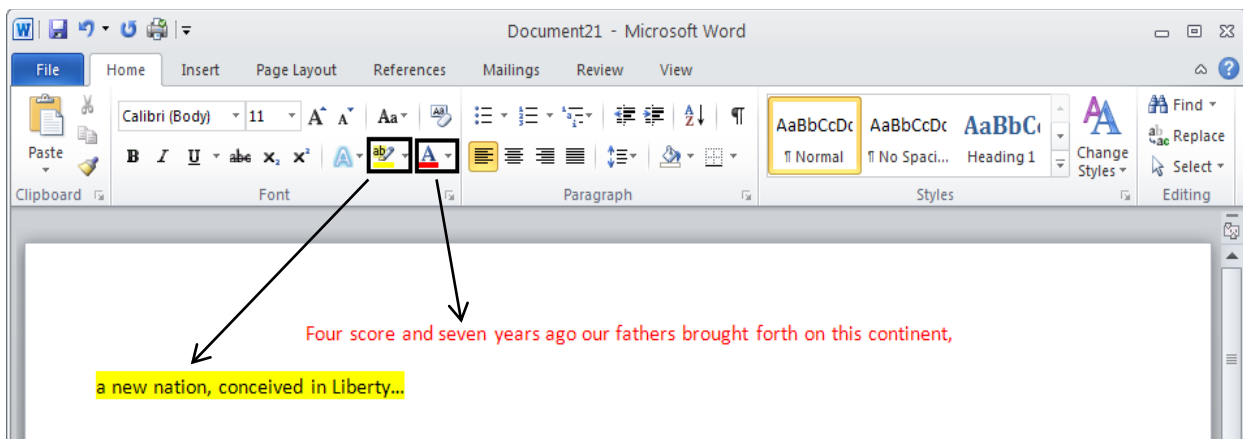 W
Document21 - Microsoft Word
File Home Insert Page Layout References Mailings Review View
Calibri (Body) 11 A A Aa
AaBbCcDc AaBbCcDc AaBbC
Find
Replace
Select
Paste
B I U abc X₂ X² A ab A
¶ Normal ¶ No Spaci... Heading 1
Change Styles
Clipboard Font Paragraph Styles Editing
Four score and seven years ago our fathers brought forth on this continent,
a new nation, conceived in Liberty...